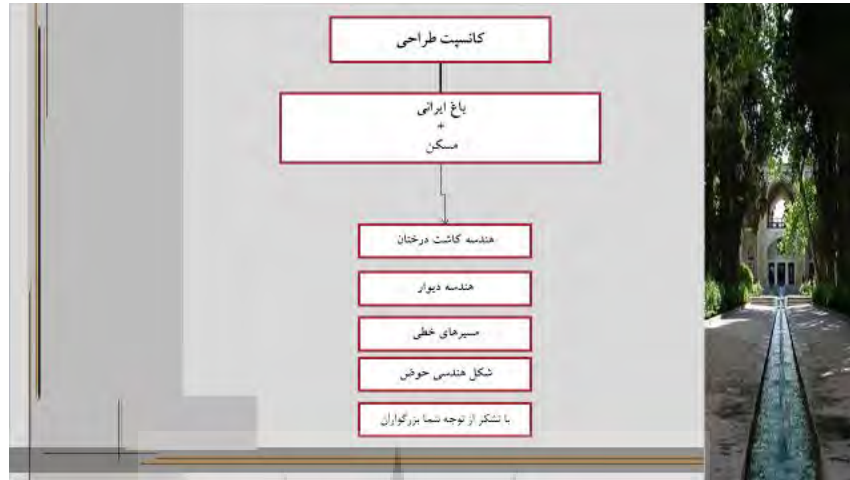 کانسپت طراحی
باغ ایرانی
+
مسکن
هندسه کاشت درختان
هندسه دیوار
مسیرهای خطی
شکل هندسی حوض
با تشکر از توجه شما بزرگواران